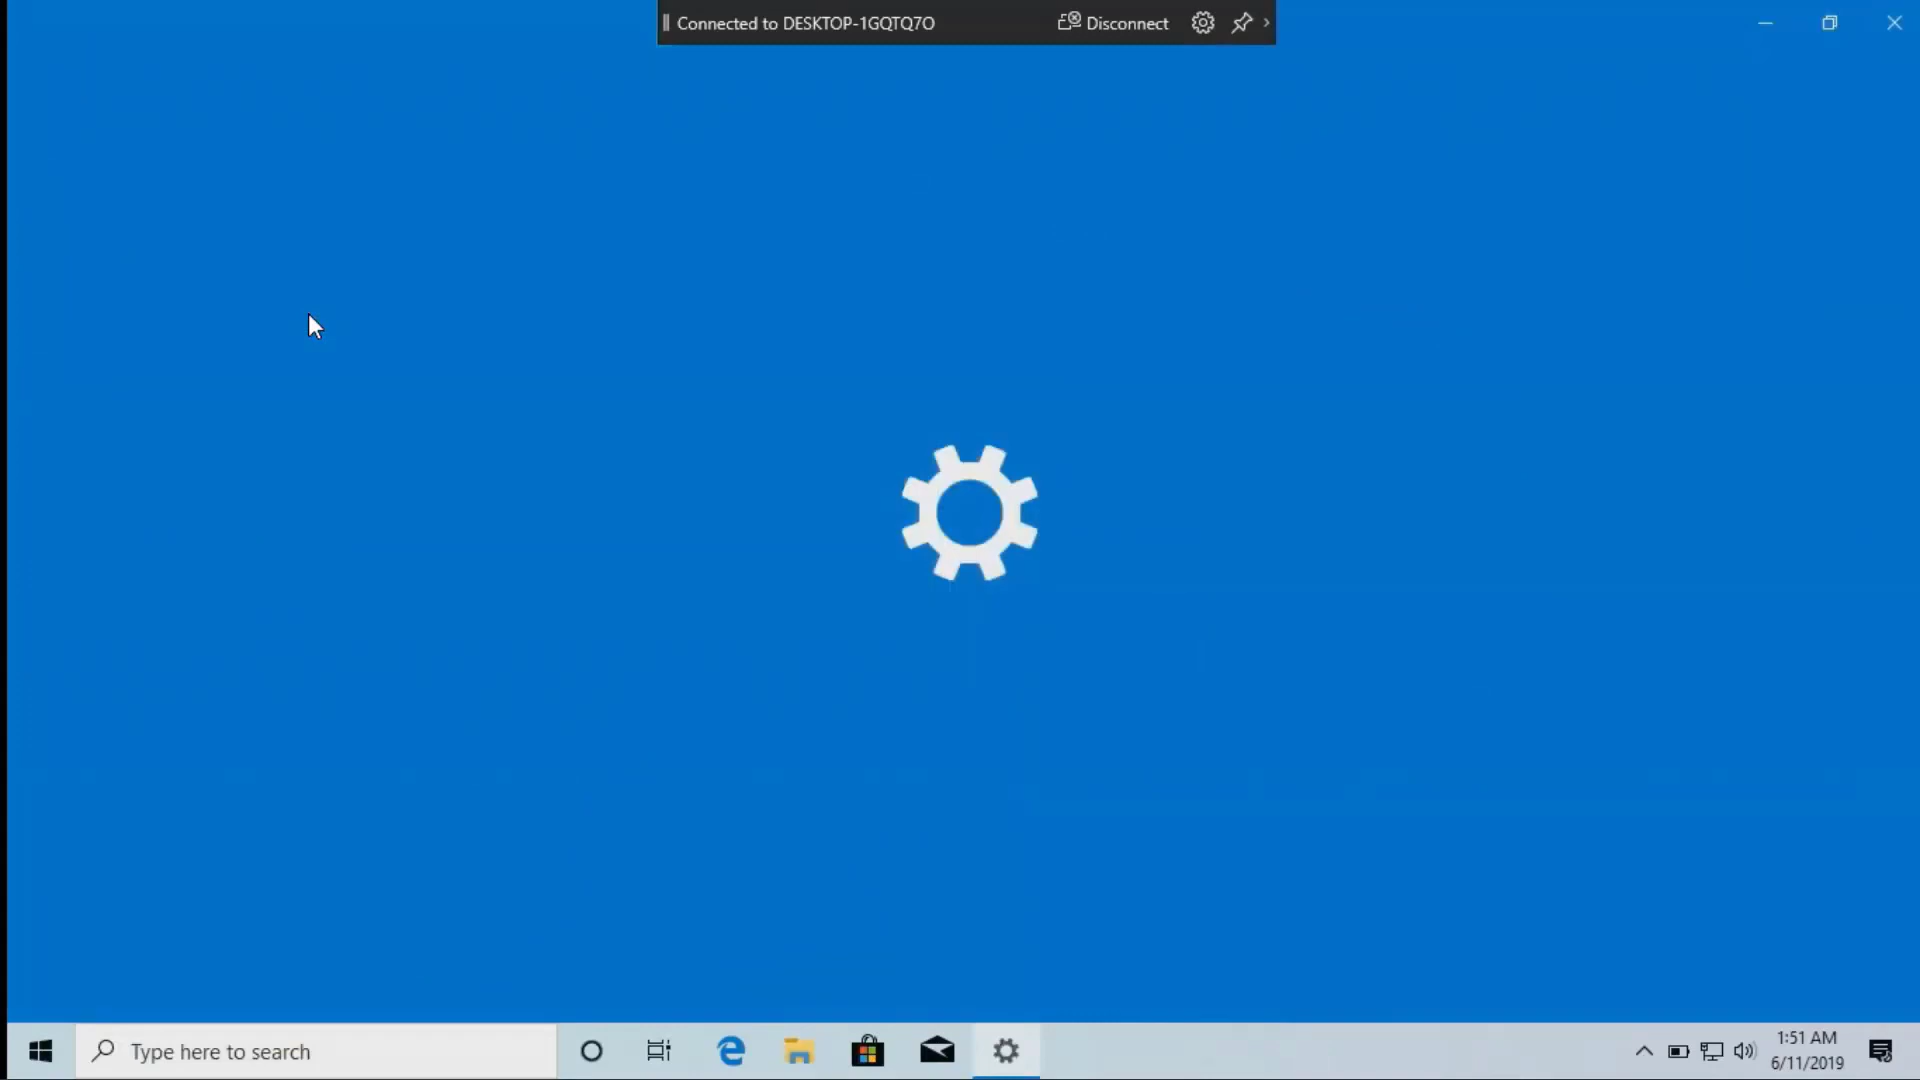 Connected to DESKTOP-1GQTQ7O
Disconnect
Type here to search
1:51 AM
6/11/2019